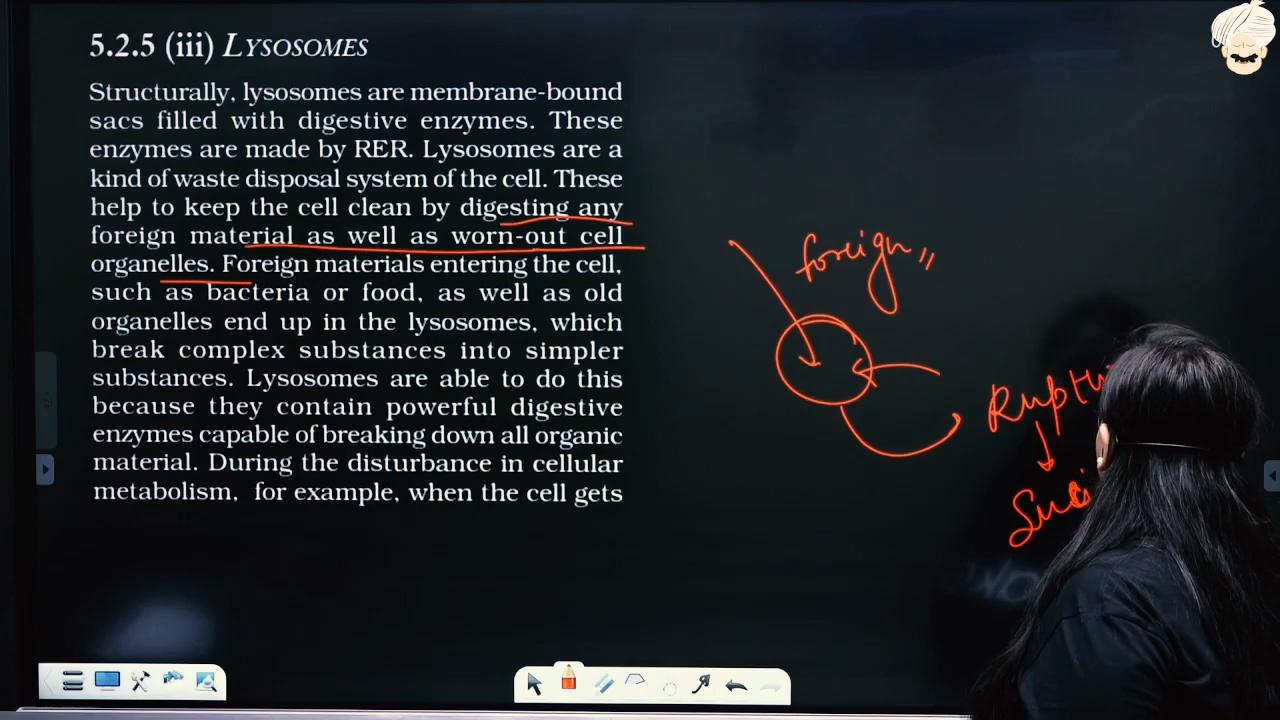 5.2.5 (iii) LYSOSOMES
Structurally, lysosomes are membrane-bound
sacs filled with digestive enzymes. These
enzymes are made by RER. Lysosomes are a
kind of waste disposal system of the cell. These
help to keep the cell clean by digesting any
foreign material as well as worn-out cell
organelles. Foreign materials entering the cell,
such as bacteria or food, as well as old
organelles end up in the lysosomes, which
break complex substances into simpler
substances. Lysosomes are able to do this
because they contain powerful digestive
enzymes capable of breaking down all organic
material. During the disturbance in cellular
metabolism, for example, when the cell gets
foreign